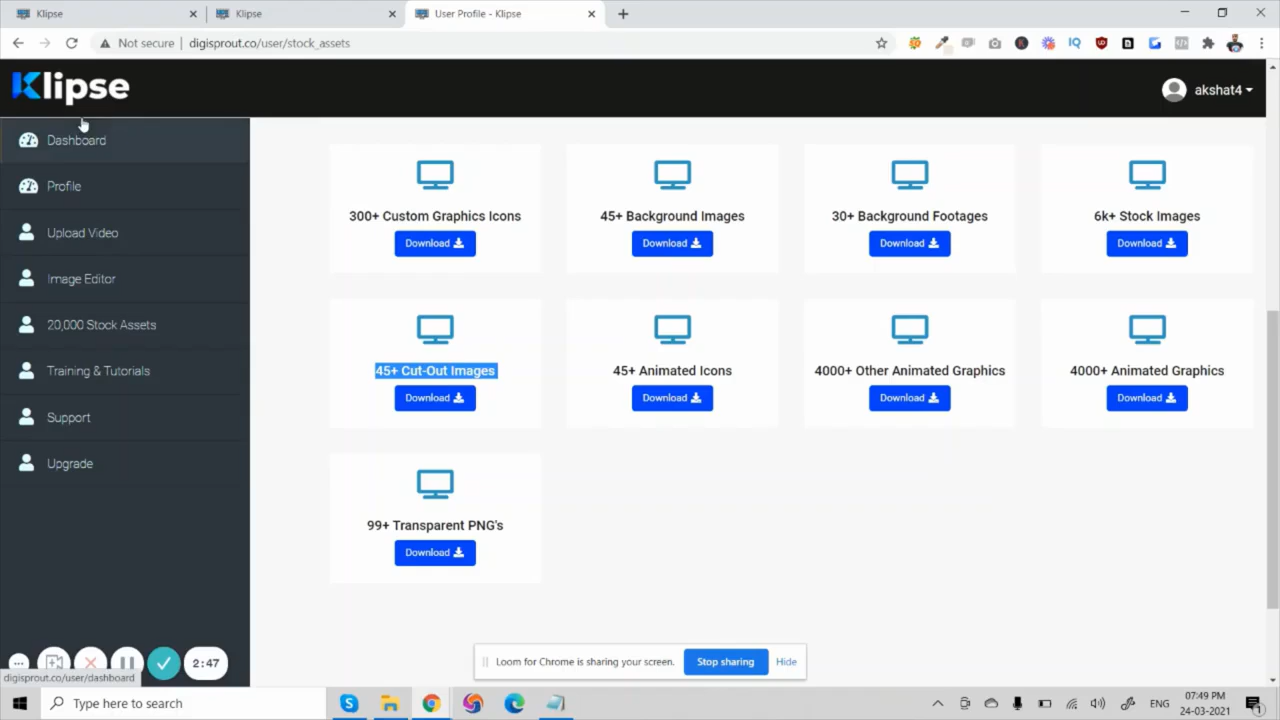 Klipse
Klipse
User Profile - Klipse
Not secure
digisprout.co/user/stock_assets
IQ
Klipse
akshat4
Dashboard
Profile
Upload Video
Image Editor
20,000 Stock Assets
Training & Tutorials
Support
Upgrade
300+ Custom Graphics Icons
Download
45+ Background Images
Download
30+ Background Footages
Download
6k+ Stock Images
Download
45+ Cut-Out Images
Download
45+ Animated Icons
Download
4000+ Other Animated Graphics
Download
4000+ Animated Graphics
Download
99+ Transparent PNG's
Download
2:47
digisprout.co/user/dashboard
Loom for Chrome is sharing your screen.
Stop sharing
Hide
Type here to search
ENG
07:49 PM
24-03-2021
1